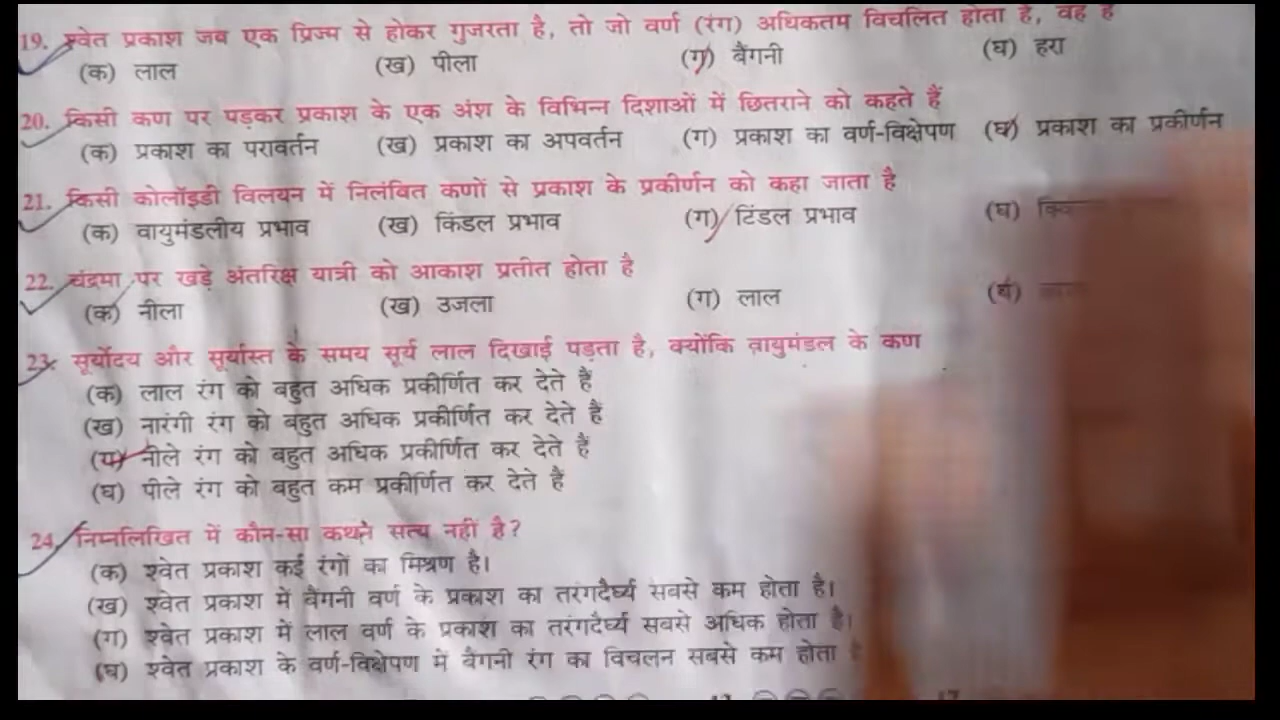 19. श्वेत प्रकाश जब एक प्रिज्म से होकर गुजरता है, तो जो वर्ण (रंग) अधिकतम विचलित होता है, वह है
(क) लाल (ख) पीला (ग) बैंगनी (घ) हरा
20. किसी कण पर पड़कर प्रकाश के एक अंश के विभिन्न दिशाओं में छितराने को कहते हैं
(क) प्रकाश का परावर्तन (ख) प्रकाश का अपवर्तन (ग) प्रकाश का वर्ण-विक्षेपण (घ) प्रकाश का प्रकीर्णन
21. किसी कोलॉइडी विलयन में निलंबित कणों से प्रकाश के प्रकीर्णन को कहा जाता है
(क) वायुमंडलीय प्रभाव (ख) किंडल प्रभाव (ग) टिंडल प्रभाव (घ)
22. चंद्रमा पर खड़े अंतरिक्ष यात्री को आकाश प्रतीत होता है
(क) नीला (ख) उजला (ग) लाल (घ)
23. सूर्योदय और सूर्यास्त के समय सूर्य लाल दिखाई पड़ता है, क्योंकि वायुमंडल के कण
(क) लाल रंग को बहुत अधिक प्रकीर्णित कर देते हैं
(ख) नारंगी रंग को बहुत अधिक प्रकीर्णित कर देते हैं
(ग) नीले रंग को बहुत अधिक प्रकीर्णित कर देते हैं
(घ) पीले रंग को बहुत कम प्रकीर्णित कर देते हैं
24. निम्नलिखित में कौन-सा कथन सत्य नहीं है?
(क) श्वेत प्रकाश कई रंगों का मिश्रण है।
(ख) श्वेत प्रकाश में बैंगनी वर्ण के प्रकाश का तरंगदैर्घ्य सबसे कम होता है।
(ग) श्वेत प्रकाश में लाल वर्ण के प्रकाश का तरंगदैर्घ्य सबसे अधिक होता है।
(घ) श्वेत प्रकाश के वर्ण-विक्षेपण में बैंगनी रंग का विचलन सबसे कम होता